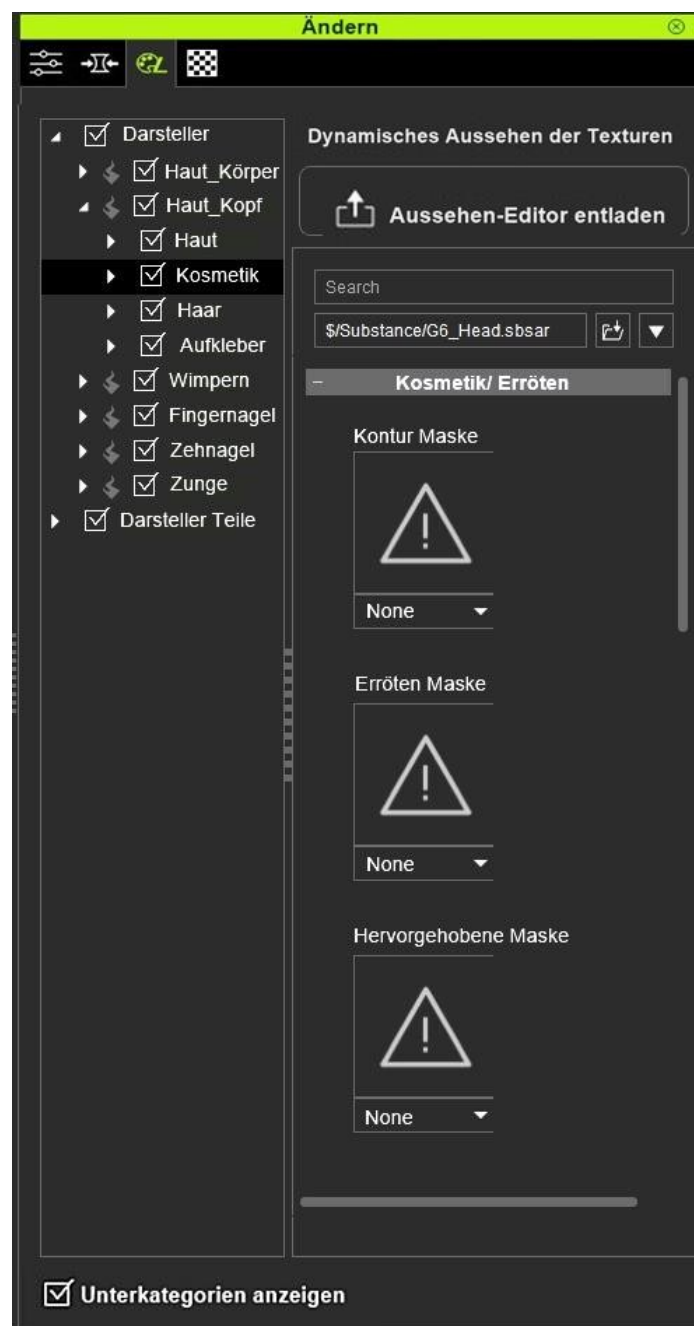 Ändern
Darsteller
Haut_Körper
Haut_Kopf
Haut
Kosmetik
Haar
Aufkleber
Wimpern
Fingernagel
Zehnagel
Zunge
Darsteller Teile
Dynamisches Aussehen der Texturen
Aussehen-Editor entladen
Search
$/Substance/G6_Head.sbsar
Kosmetik/ Erröten
Kontur Maske
None
Erröten Maske
None
Hervorgehobene Maske
None
Unterkategorien anzeigen